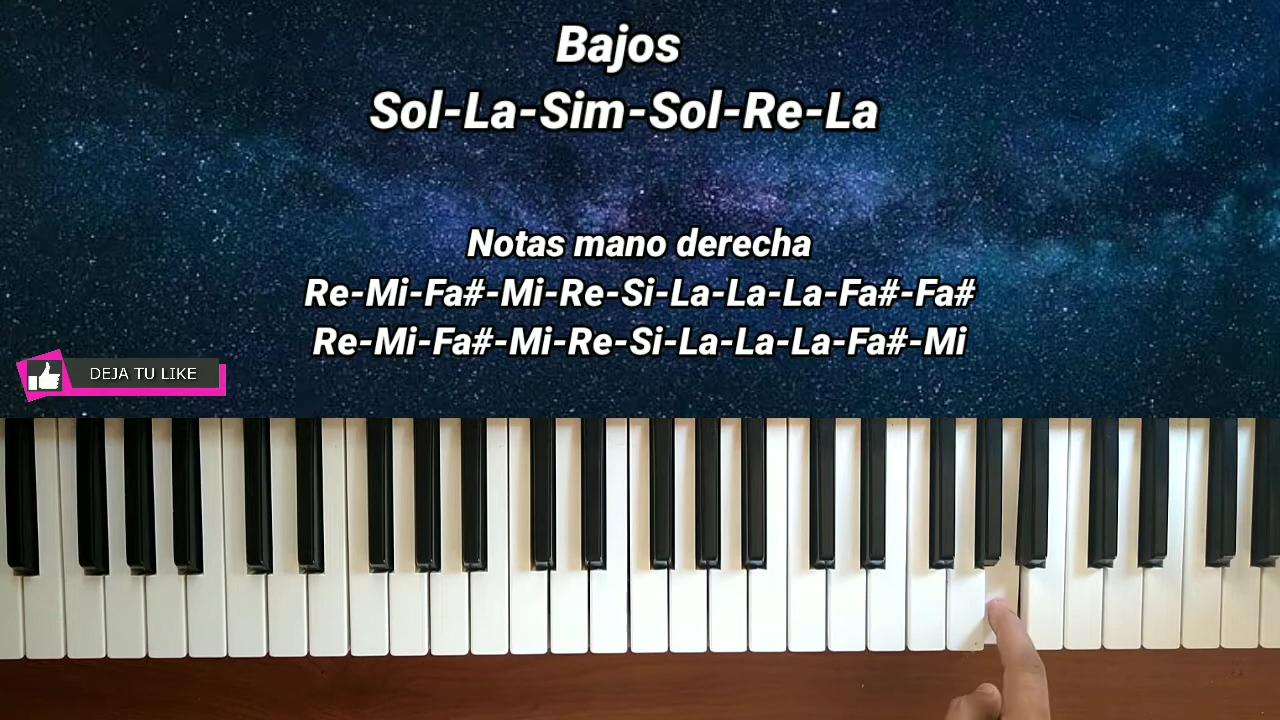 Bajos
Sol-La-Sim-Sol-Re-La
Notas mano derecha
Re-Mi-Fa#-Mi-Re-Si-La-La-La-Fa#-Fa#
Re-Mi-Fa#-Mi-Re-Si-La-La-La-Fa#-Mi
DEJA TU LIKE